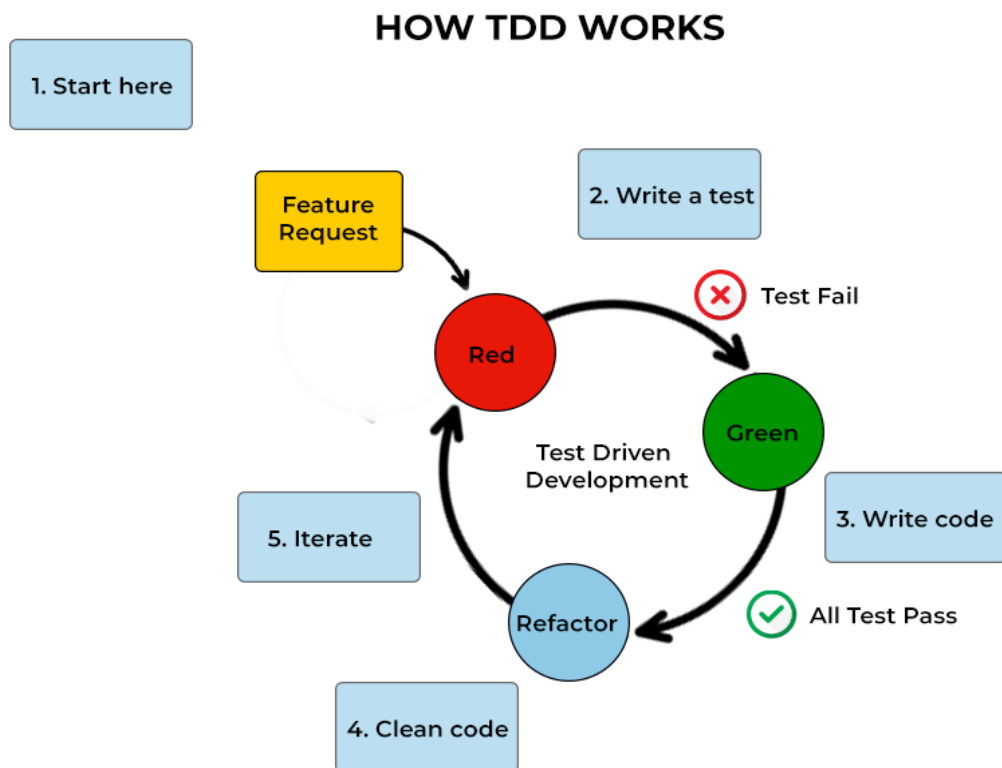 HOW TDD WORKS
1. Start here
2. Write a test
Feature
Request
Test Fail
Red
Green
Test Driven
Development
3. Write code
5. Iterate
All Test Pass
Refactor
4. Clean code